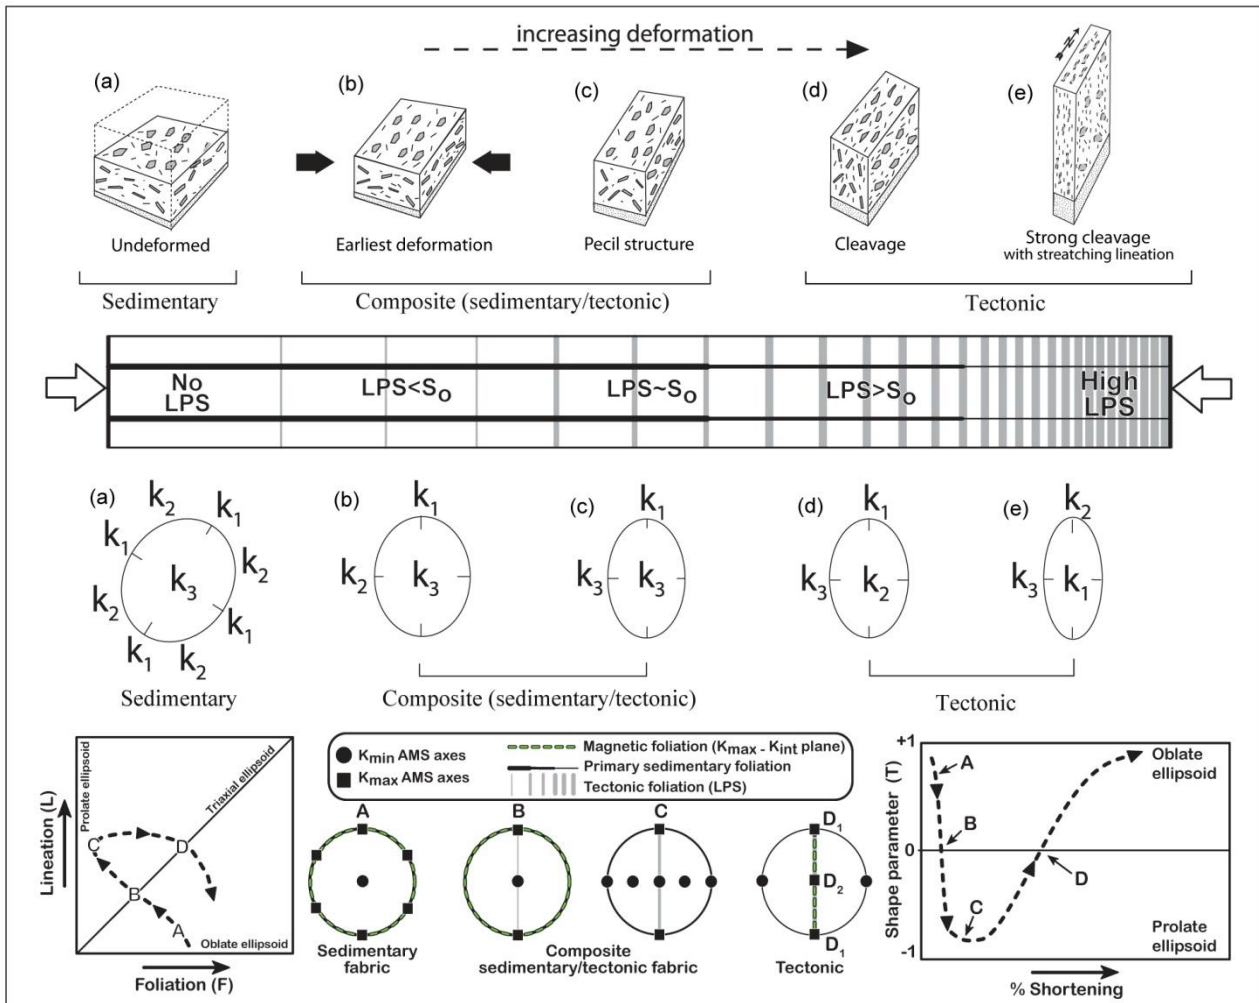 increasing deformation
(a)
(b)
(c)
(d)
(e)
Undeformed
Earliest deformation
Pecil structure
Cleavage
Strong cleavage
with streatching lineation
Sedimentary
Composite (sedimentary/tectonic)
Tectonic
No
LPS
LPS<So
LPS~So
LPS>So
High
LPS
(a)
k2
k1
k1
k2
k3
k2
k1
k1
k2
(b)
k1
k2
k3
(c)
k1
k3
k3
(d)
k1
k3
k2
(e)
k2
k3
k1
Sedimentary
Composite (sedimentary/tectonic)
Tectonic
Lineation (L)
Prolate ellipsoid
Triaxial ellipsoid
C
D
B
A
Oblate ellipsoid
Foliation (F)
Kmin AMS axes
Kmax AMS axes
Magnetic foliation (Kmax - Kint plane)
Primary sedimentary foliation
Tectonic foliation (LPS)
A
B
C
D1
D2
D1
Sedimentary
fabric
Composite
sedimentary/tectonic fabric
Tectonic
Shape parameter (T)
+1
0
-1
A
B
C
D
Oblate
ellipsoid
Prolate
ellipsoid
% Shortening